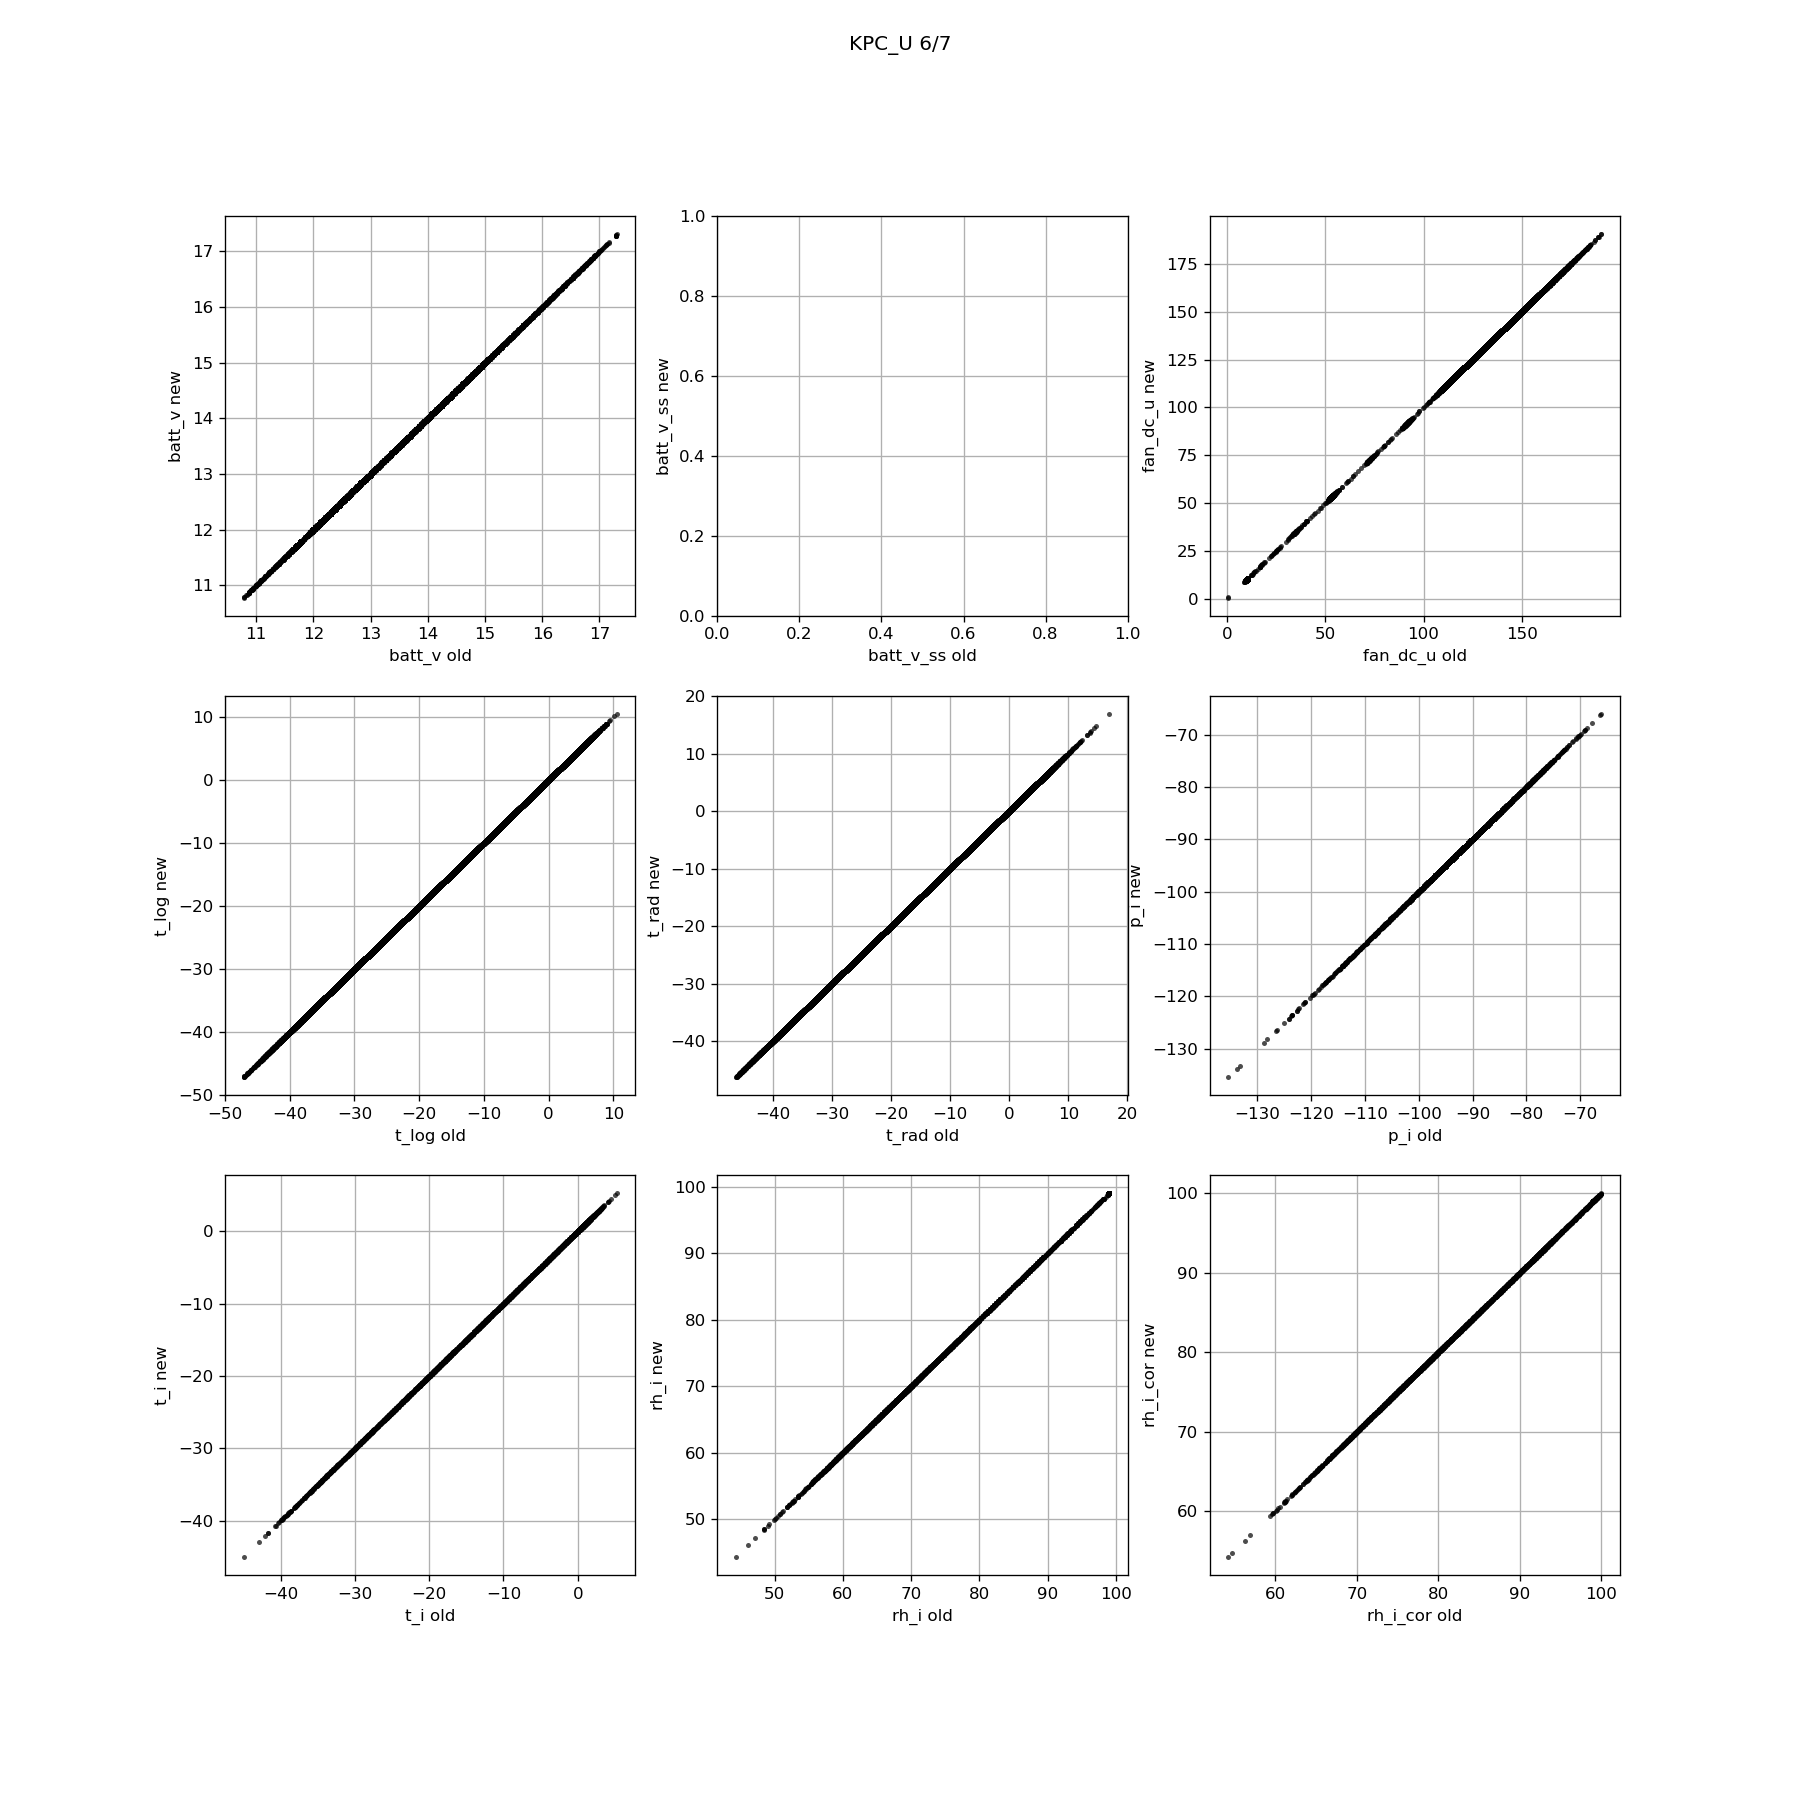 KPC_U 6/7
17
16
15
14
13
12
11
batt_v new
11 12 13 14 15 16 17
batt_v old
1.0
0.8
0.6
0.4
0.2
0.0
batt_v_ss new
0.0 0.2 0.4 0.6 0.8 1.0
batt_v_ss old
175
150
125
100
75
50
25
0
fan_dc_u new
0 50 100 150
fan_dc_u old
10
0
−10
−20
−30
−40
−50
t_log new
−50 −40 −30 −20 −10 0 10
t_log old
20
10
0
−10
−20
−30
−40
t_rad new
−40 −30 −20 −10 0 10 20
t_rad old
−70
−80
−90
−100
−110
−120
−130
p_i new
−130 −120 −110 −100 −90 −80 −70
p_i old
0
−10
−20
−30
−40
t_i new
−40 −30 −20 −10 0
t_i old
100
90
80
70
60
50
rh_i new
50 60 70 80 90 100
rh_i old
100
90
80
70
60
rh_i_cor new
60 70 80 90 100
rh_i_cor old